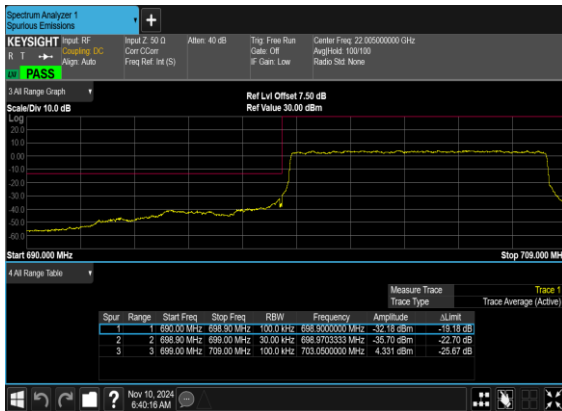 Spectrum Analyzer 1
Spurious Emissions
KEYSIGHT Input: RF Input Z: 50 Ω Atten: 40 dB Trig: Free Run Center Freq: 22.005000000 GHz
R T Coupling: DC Corr CCorr Gate: Off Avg|Hold: 100/100
Align: Auto Freq Ref: Int (S) IF Gain: Low Radio Std: None
PASS
3 All Range Graph
Ref Lvl Offset 7.50 dB
Scale/Div 10.0 dB Ref Value 30.00 dBm
Log
20.0
10.0
0.00
-10.0
-20.0
-30.0
-40.0
-50.0
-60.0
Start 690.000 MHz Stop 709.000 MH
4 All Range Table
Measure Trace Trace 1
Trace Type Trace Average (Active)
Spur Range Start Freq Stop Freq RBW Frequency Amplitude ΔLimit
1 1 690.00 MHz 698.90 MHz 100.0 kHz 698.9000000 MHz -32.18 dBm -19.18 dB
2 2 698.90 MHz 699.00 MHz 30.00 kHz 698.9703333 MHz -35.70 dBm -22.70 dB
3 3 699.00 MHz 709.00 MHz 100.0 kHz 703.0500000 MHz 4.331 dBm -25.67 dB
Nov 10, 2024
6:40:16 AM